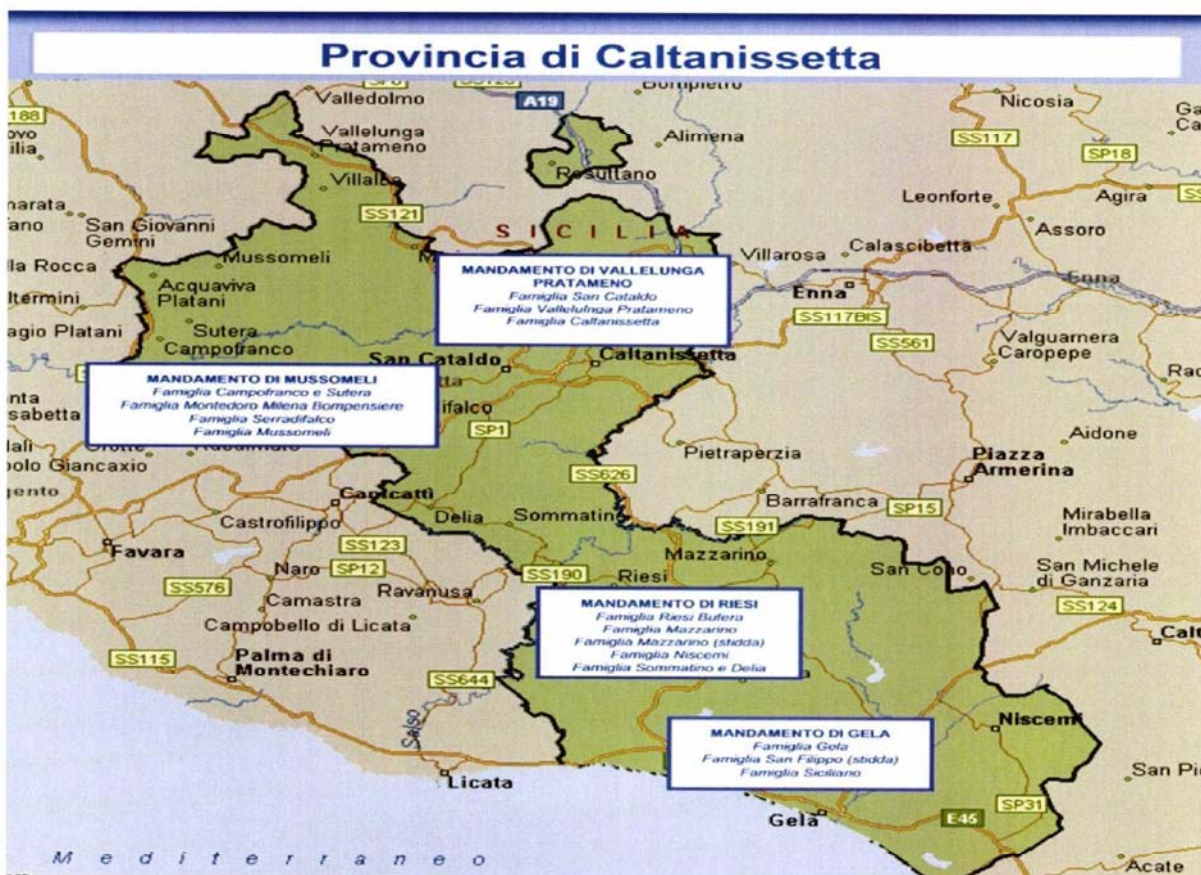 Provincia di Caltanissetta
A19
Valledolmo
Bompietro
Nicosia
188
SS117
SP18
Vallelunga
Pratameno
Alimena
Resuttano
Villalba
Leonforte
Agira
SS121
San Giovanni
Gemini
SICILIA
Assoro
Mussomeli
Villarosa
Calascibetta
Acquaviva
Platani
Enna
Enna
MANDAMENTO DI VALLELUNGA
PRATAMENO
Famiglia San Cataldo
Famiglia Vallelunga Pratameno
Famiglia Caltanissetta
SS117BIS
Sutera
Campofranco
SS561
Valguarnera
Caropepe
San Cataldo
Caltanissetta
MANDAMENTO DI MUSSOMELI
Famiglia Campofranco e Sutera
Famiglia Montedoro Milena Bompensiere
Famiglia Serradifalco
Famiglia Mussomeli
ifalco
SP1
Aidone
Pietraperzia
Piazza
Armerina
SS626
Canicattì
Barrafranca
SP15
Castrofilippo
Delia
Sommatino
SS191
Mirabella
Imbaccari
Favara
SS123
Mazzarino
SS576
Naro
SP12
SS190
Riesi
San Cono
San Michele
di Ganzaria
Ravanusa
Camastra
SS124
Campobello di Licata
MANDAMENTO DI RIESI
Famiglia Riesi Butera
Famiglia Mazzarino
Famiglia Mazzarino (stidda)
Famiglia Niscemi
Famiglia Sommatino e Delia
SS115
Palma di
Montechiaro
SS644
Salso
Niscemi
MANDAMENTO DI GELA
Famiglia Gela
Famiglia San Filippo (stidda)
Famiglia Siciliano
Licata
SP31
Gela
E45
Mediterraneo
Acate